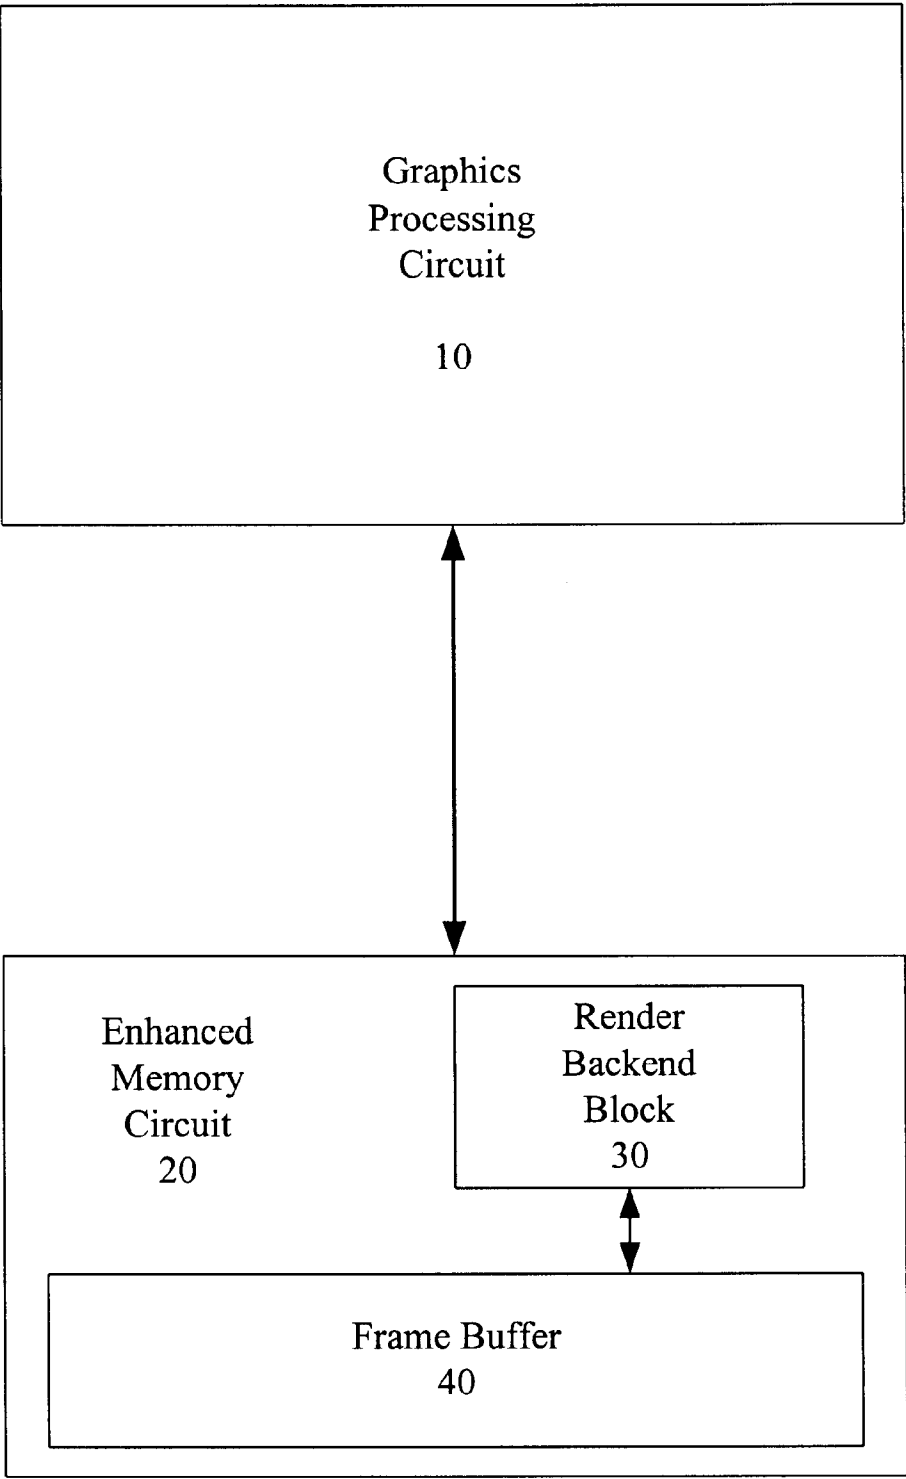 Graphics
Processing
Circuit
10
Enhanced
Memory
Circuit
20
Render
Backend
Block
30
Frame Buffer
40